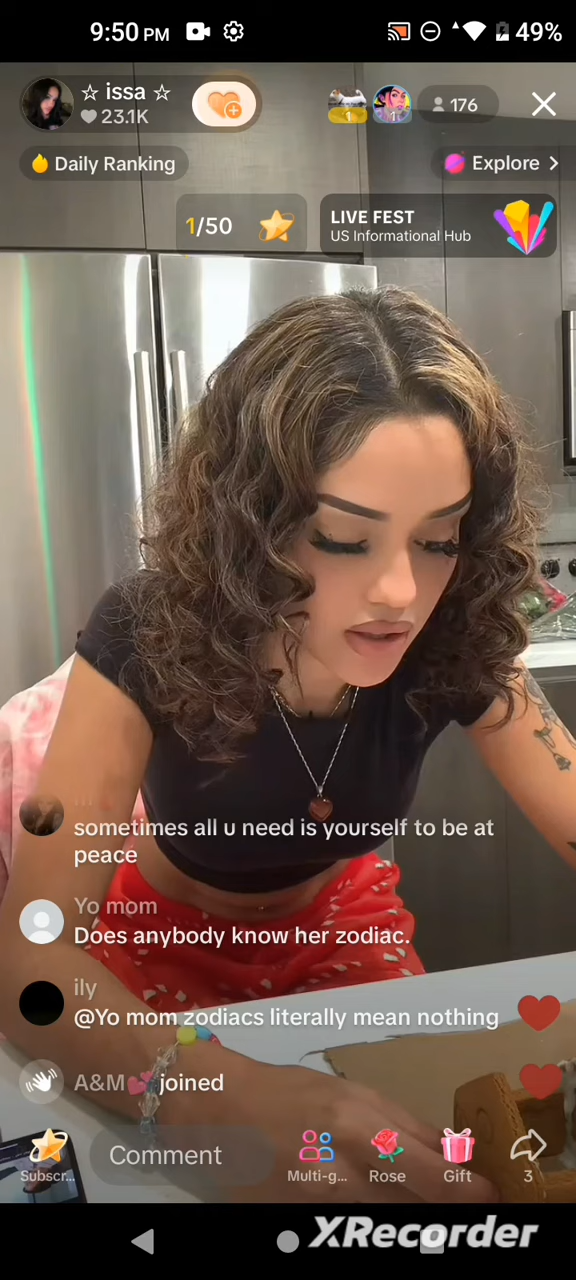 9:50 PM
49%
☆ issa ☆
23.1K
1
1
176
Daily Ranking
Explore >
1/50
LIVE FEST
US Informational Hub
sometimes all u need is yourself to be at
peace
Yo mom
Does anybody know her zodiac.
ily
@Yo mom zodiacs literally mean nothing
A&M💕 joined
Comment
Subscr...
Multi-g...
Rose
Gift
3
XRecorder